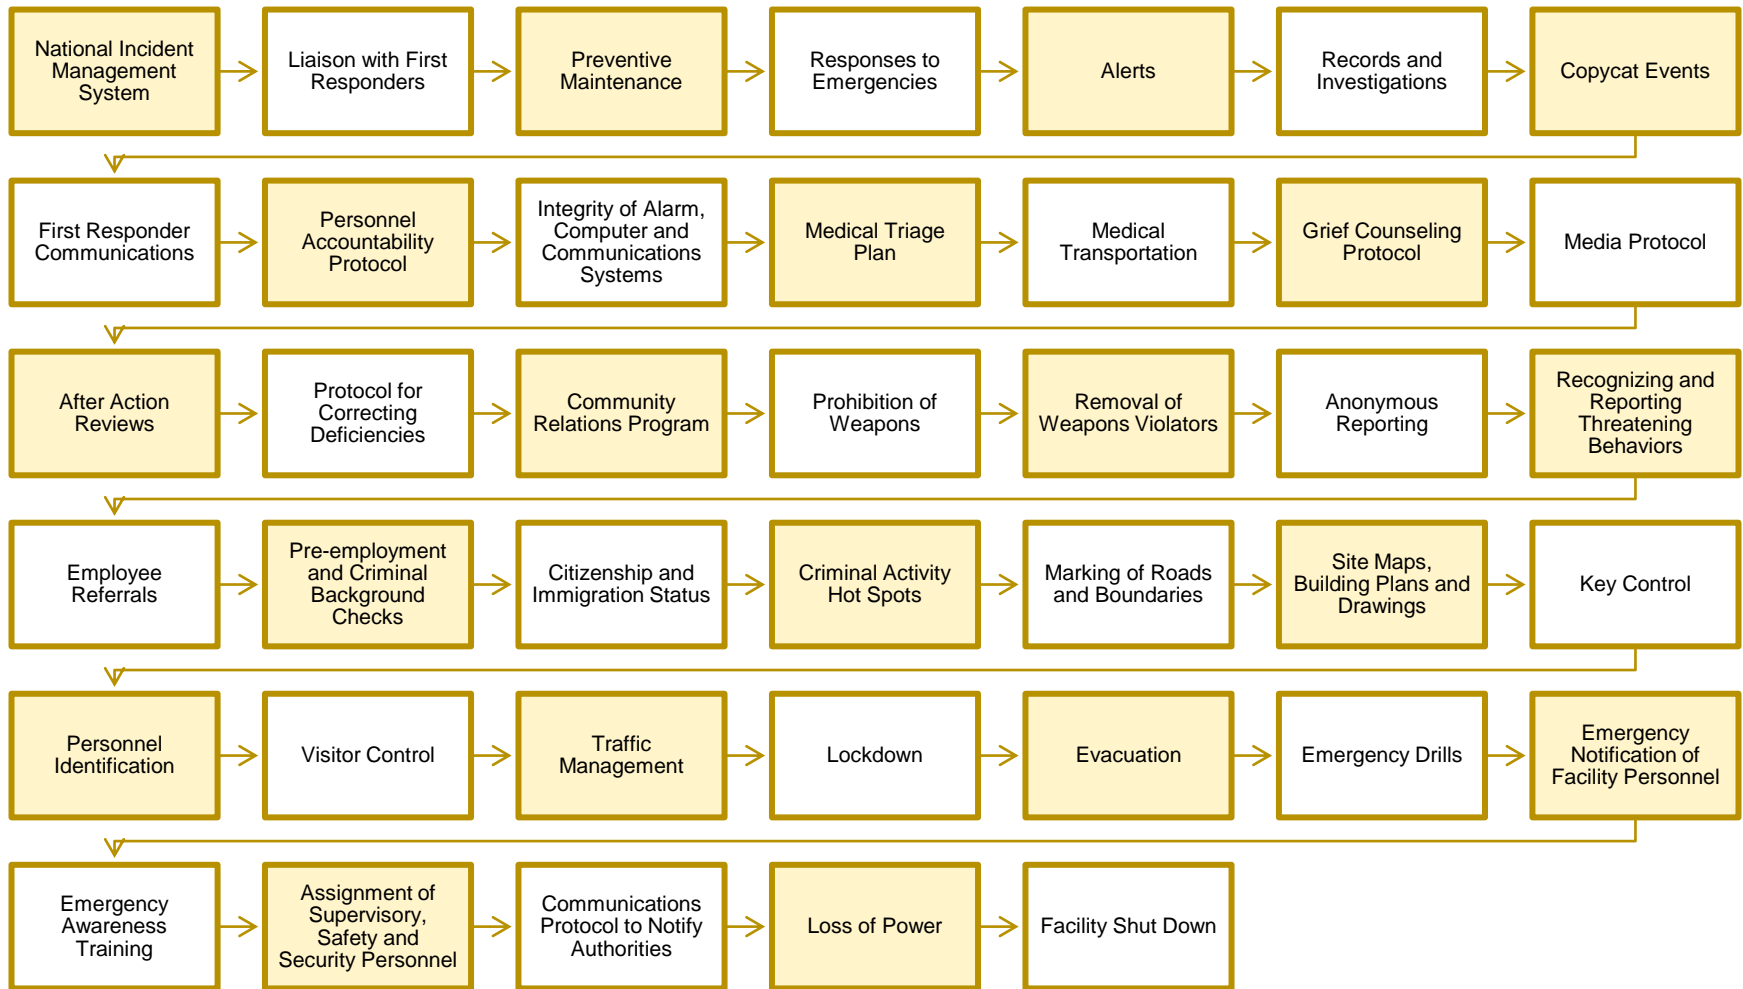 National Incident
Management
System
Liaison with First
Responders
Preventive
Maintenance
Responses to
Emergencies
Alerts
Records and
Investigations
Copycat Events
First Responder
Communications
Personnel
Accountability
Protocol
Integrity of Alarm,
Computer and
Communications
Systems
Medical Triage
Plan
Medical
Transportation
Grief Counseling
Protocol
Media Protocol
After Action
Reviews
Protocol for
Correcting
Deficiencies
Community
Relations Program
Prohibition of
Weapons
Removal of
Weapons Violators
Anonymous
Reporting
Recognizing and
Reporting
Threatening
Behaviors
Employee
Referrals
Pre-employment
and Criminal
Background
Checks
Citizenship and
Immigration Status
Criminal Activity
Hot Spots
Marking of Roads
and Boundaries
Site Maps,
Building Plans and
Drawings
Key Control
Personnel
Identification
Visitor Control
Traffic
Management
Lockdown
Evacuation
Emergency Drills
Emergency
Notification of
Facility Personnel
Emergency
Awareness
Training
Assignment of
Supervisory,
Safety and
Security Personnel
Communications
Protocol to Notify
Authorities
Loss of Power
Facility Shut Down